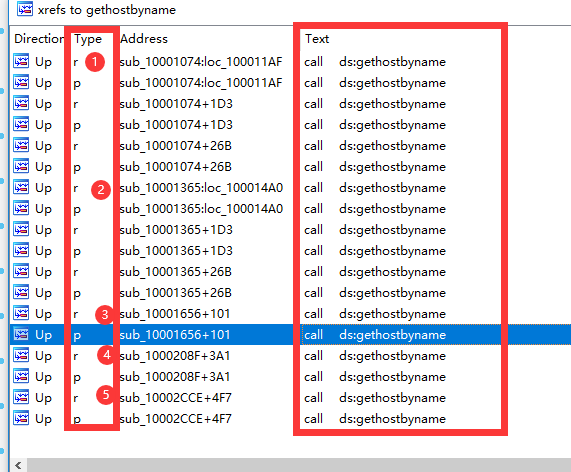 xrefs to gethostbyname
Direction Type Address Text
Up r 1 sub_10001074:loc_100011AF call ds:gethostbyname
Up p sub_10001074:loc_100011AF call ds:gethostbyname
Up r sub_10001074+1D3 call ds:gethostbyname
Up p sub_10001074+1D3 call ds:gethostbyname
Up r sub_10001074+26B call ds:gethostbyname
Up p sub_10001074+26B call ds:gethostbyname
Up r 2 sub_10001365:loc_100014A0 call ds:gethostbyname
Up p sub_10001365:loc_100014A0 call ds:gethostbyname
Up r sub_10001365+1D3 call ds:gethostbyname
Up p sub_10001365+1D3 call ds:gethostbyname
Up r sub_10001365+26B call ds:gethostbyname
Up p sub_10001365+26B call ds:gethostbyname
Up r 3 sub_10001656+101 call ds:gethostbyname
Up p sub_10001656+101 call ds:gethostbyname
Up r 4 sub_1000208F+3A1 call ds:gethostbyname
Up p sub_1000208F+3A1 call ds:gethostbyname
Up r 5 sub_10002CCE+4F7 call ds:gethostbyname
Up p sub_10002CCE+4F7 call ds:gethostbyname